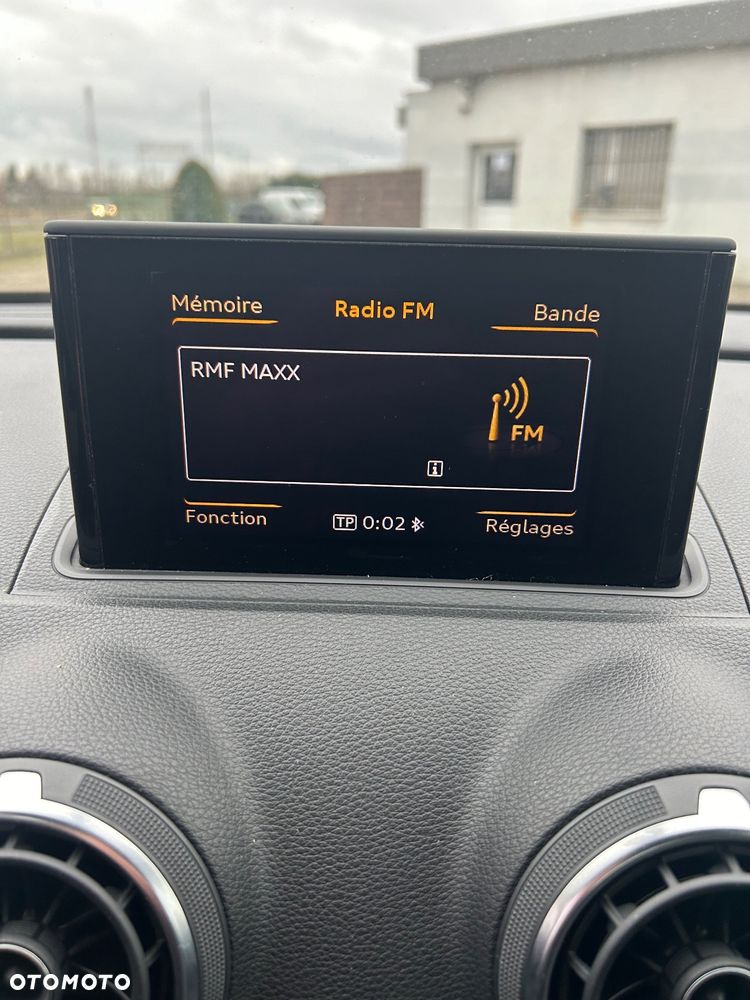 Mémoire Radio FM Bande
RMF MAXX
FM
i
Fonction TP 0:02 Réglages
OTOMOTO